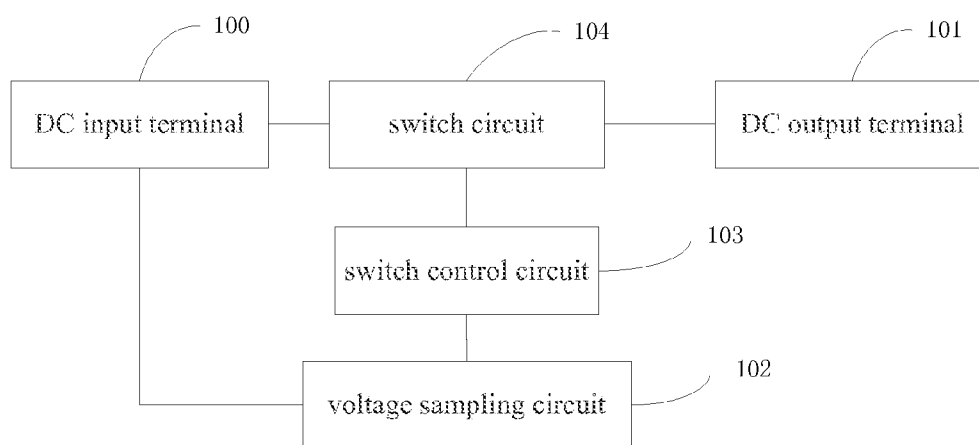 100
104
101
DC input terminal
switch circuit
DC output terminal
103
switch control circuit
102
voltage sampling circuit